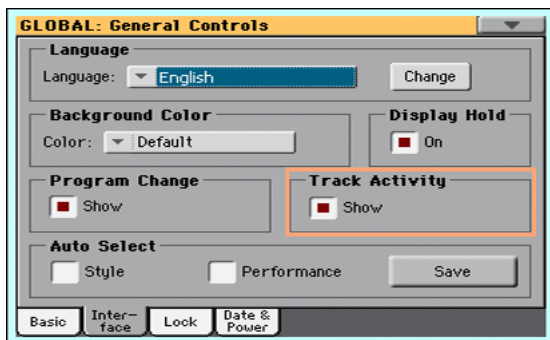 GLOBAL: General Controls
Language
Language: English Change
Background Color Display Hold
Color: Default On
Program Change Track Activity
Show Show
Auto Select
Style Performance Save
Basic Inter-
face Lock Date &
Power